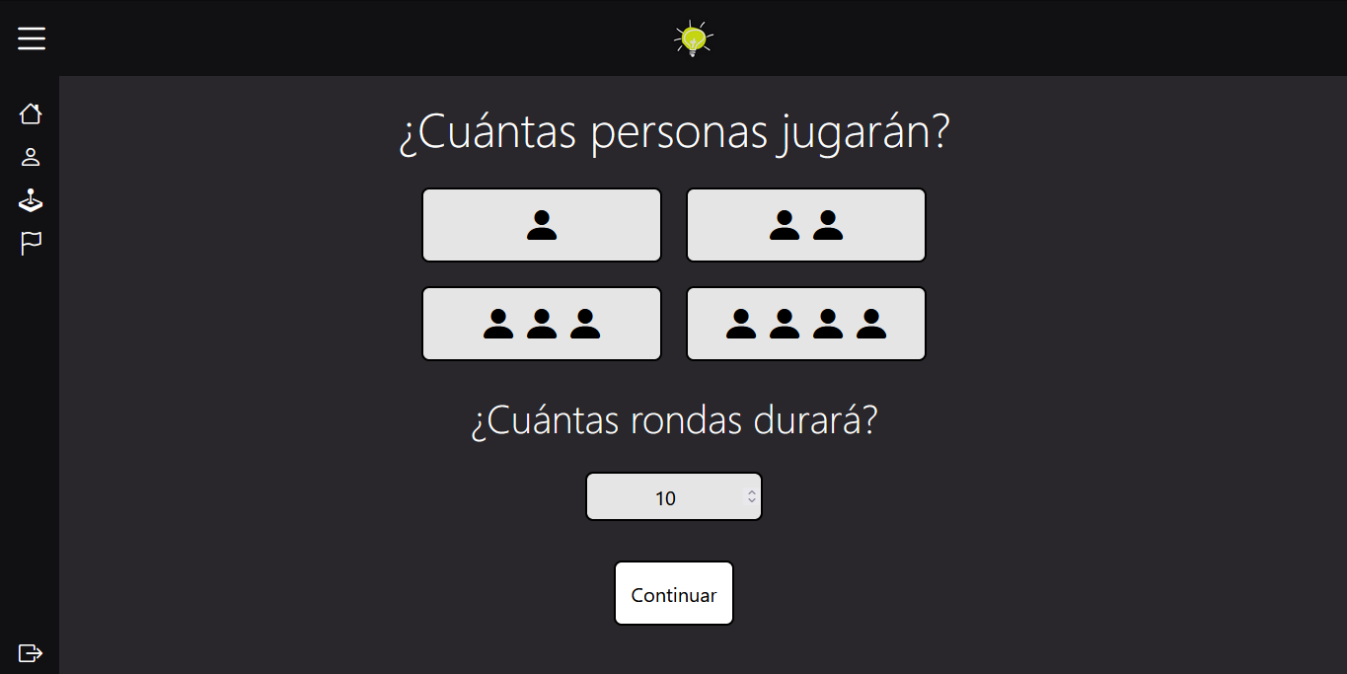 ¿Cuántas personas jugarán?
¿Cuántas rondas durará?
10
Continuar